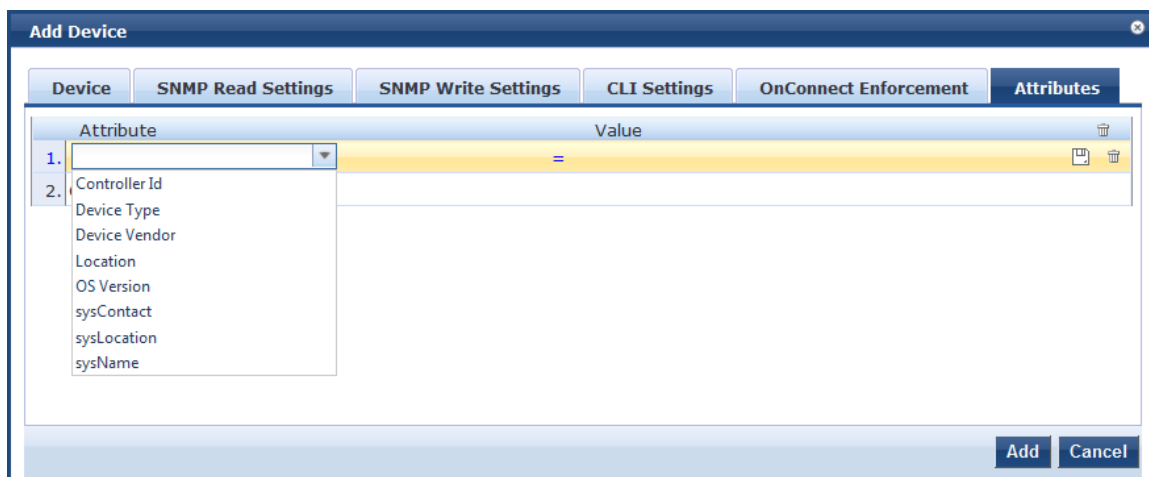 Add Device
Device SNMP Read Settings SNMP Write Settings CLI Settings OnConnect Enforcement Attributes
Attribute Value
1. =
2.
Controller Id
Device Type
Device Vendor
Location
OS Version
sysContact
sysLocation
sysName
Add Cancel